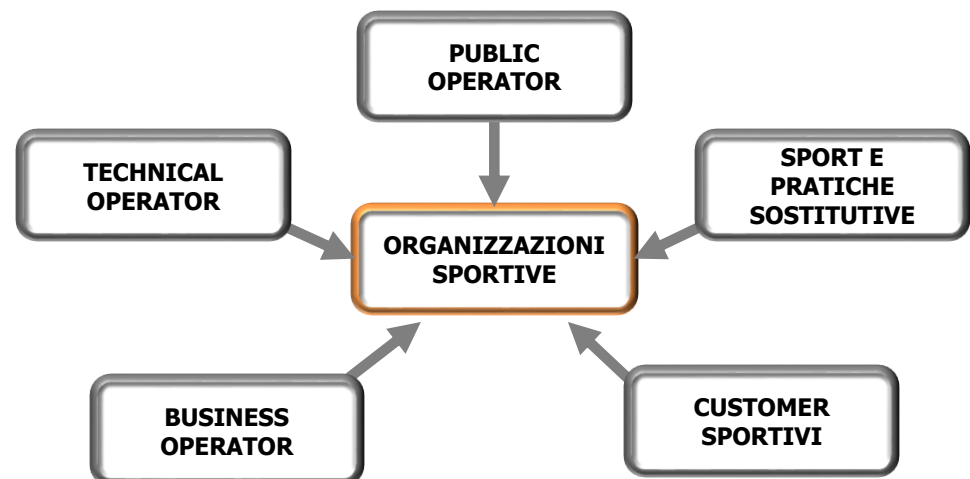 PUBLIC
OPERATOR
TECHNICAL
OPERATOR
SPORT E
PRATICHE
SOSTITUTIVE
ORGANIZZAZIONI
SPORTIVE
BUSINESS
OPERATOR
CUSTOMER
SPORTIVI